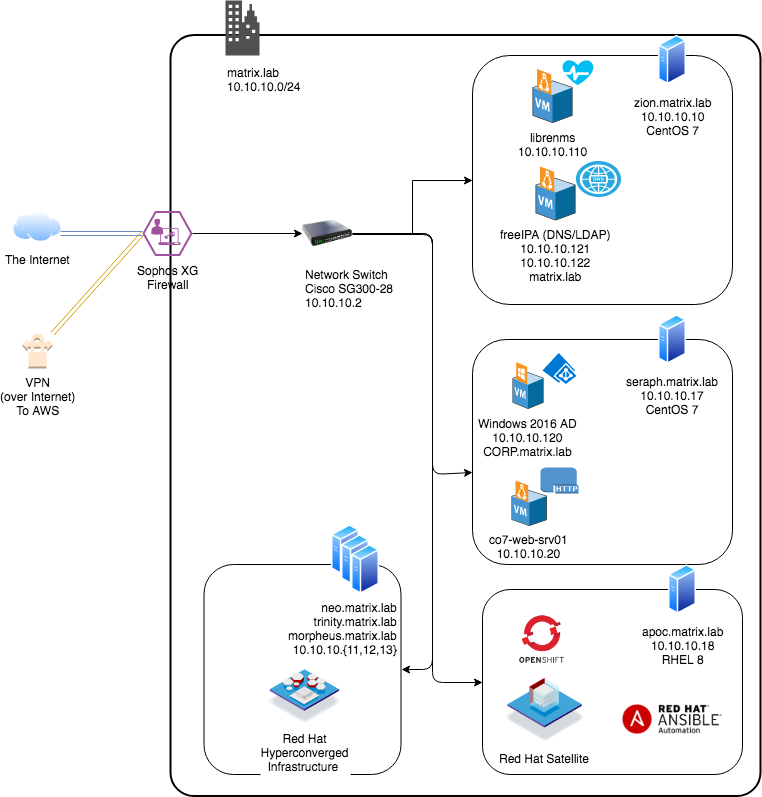 matrix.lab
10.10.10.0/24
zion.matrix.lab
10.10.10.10
CentOS 7
VM
librenms
10.10.10.110
DNS
VM
freeIPA (DNS/LDAP)
10.10.10.121
10.10.10.122
matrix.lab
The Internet
Sophos XG
Firewall
Network Switch
Cisco SG300-28
10.10.10.2
VPN
(over Internet)
To AWS
seraph.matrix.lab
10.10.10.17
CentOS 7
VM
Windows 2016 AD
10.10.10.120
CORP.matrix.lab
HTTP
VM
co7-web-srv01
10.10.10.20
neo.matrix.lab
trinity.matrix.lab
morpheus.matrix.lab
10.10.10.{11,12,13}
Red Hat
Hyperconverged
Infrastructure
apoc.matrix.lab
10.10.10.18
RHEL 8
OPENSHIFT
Red Hat Satellite
A
RED HAT®
ANSIBLE®
Automation